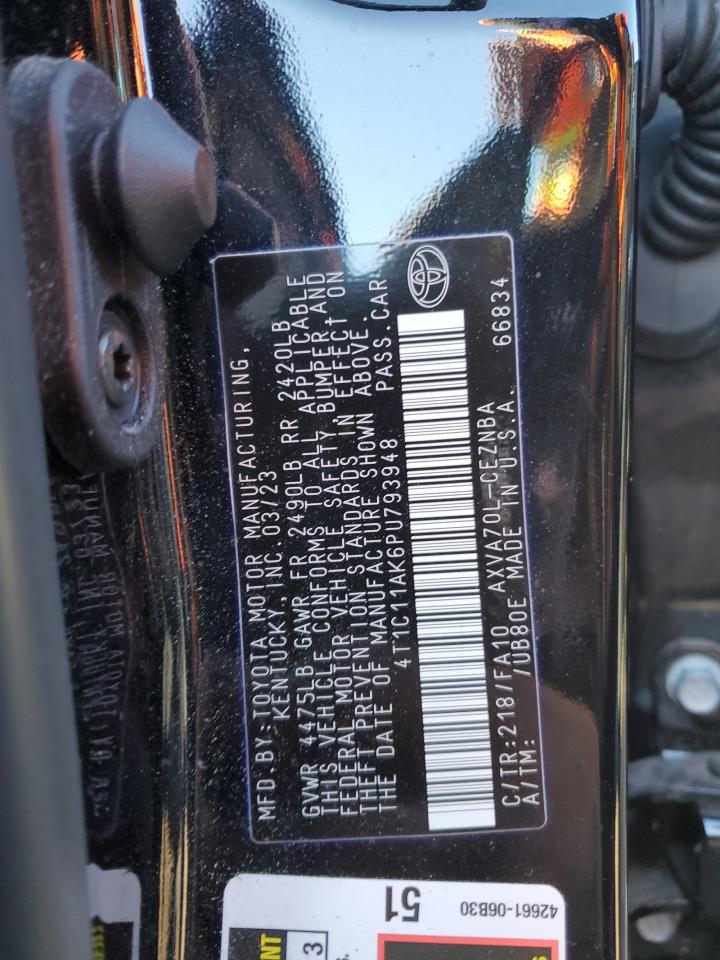 MFD.BY:TOYOTA MOTOR MANUFACTURING,
KENTUCKY, INC. 03/23
GVWR 4475LB GAWR FR 2490LB RR 2420LB
THIS VEHICLE CONFORMS TO ALL APPLICABLE
FEDERAL MOTOR VEHICLE SAFETY, BUMPER, AND
THEFT PREVENTION STANDARDS IN EFFECT ON
THE DATE OF MANUFACTURE SHOWN ABOVE.
4T1C11AK6PU793948 PASS.CAR
C/TR:218/FA10 AXVA70L-CEZNBA 66834
A/TM: /UB80E MADE IN U.S.A.
51
42661-06B30
3